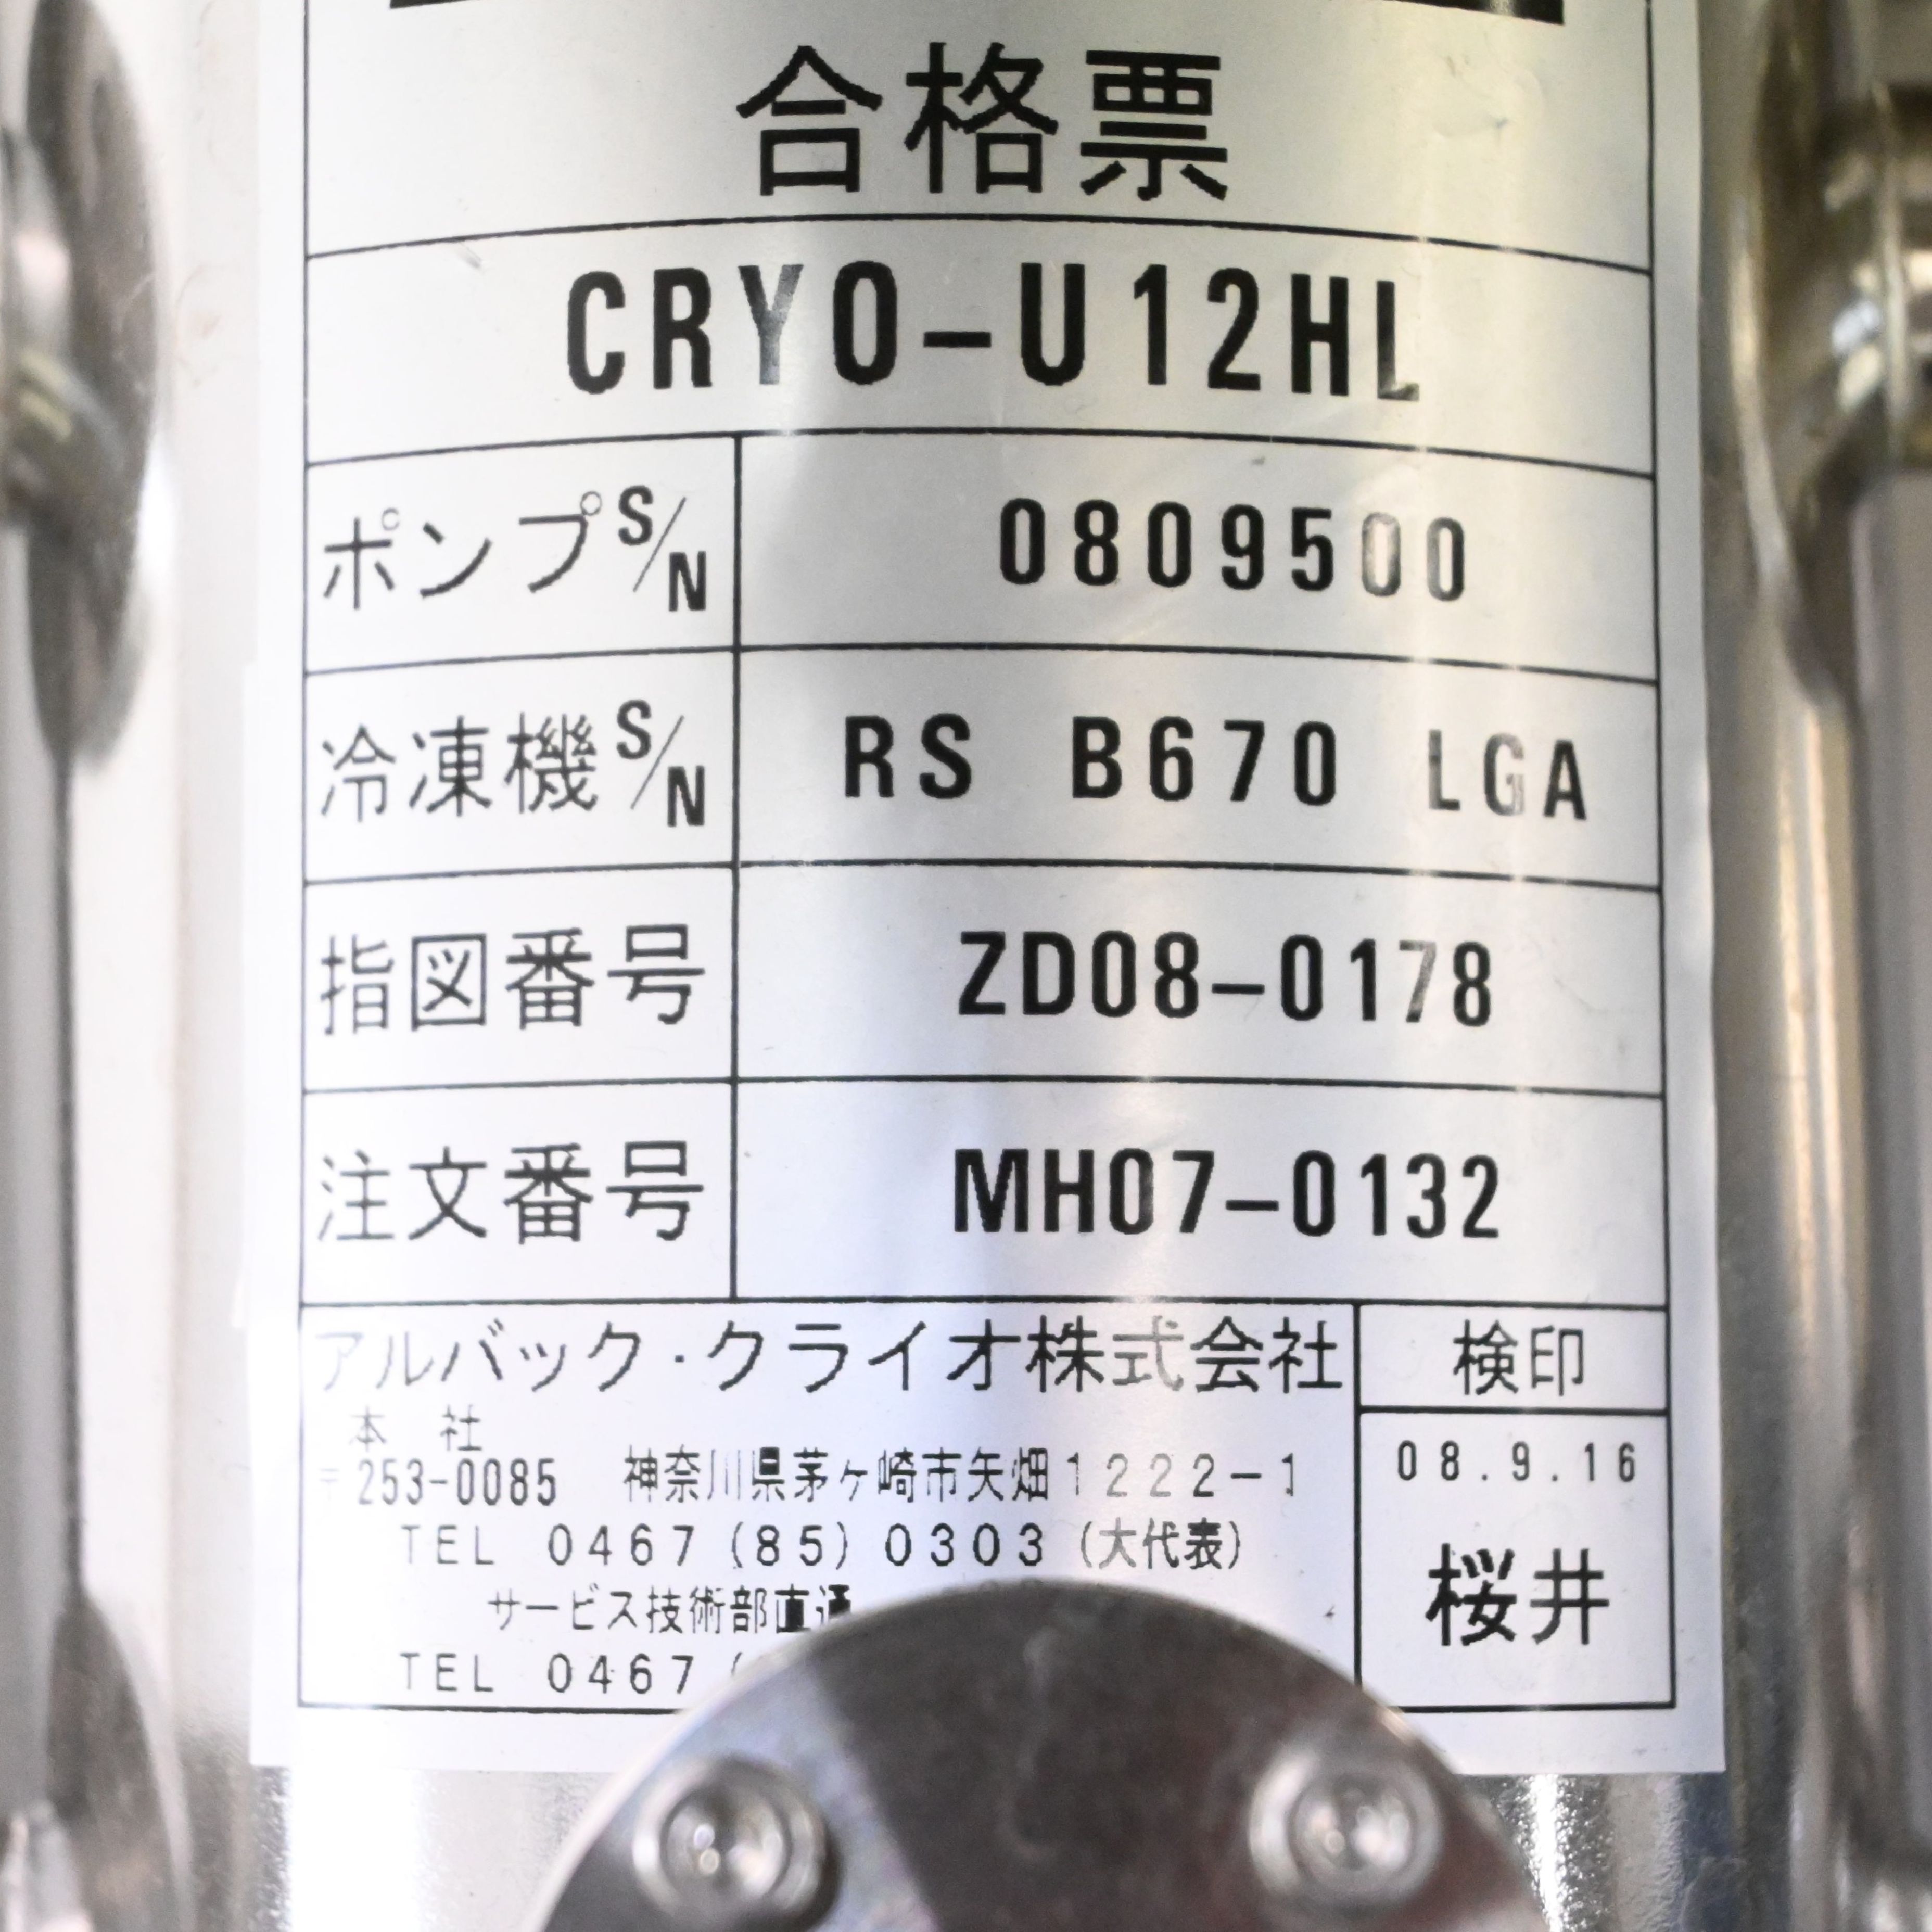 合格票
CRYO-U12HL
ポンプ S/N 0809500
冷凍機 S/N RS B670 LGA
指図番号 ZD08-0178
注文番号 MH07-0132
アルバック・クライオ株式会社
本 社
〒253-0085 神奈川県茅ヶ崎市矢畑1222-1
TEL 0467(85)0303(大代表)
サービス技術部直通
TEL 0467(
検印
08.9.16
桜井